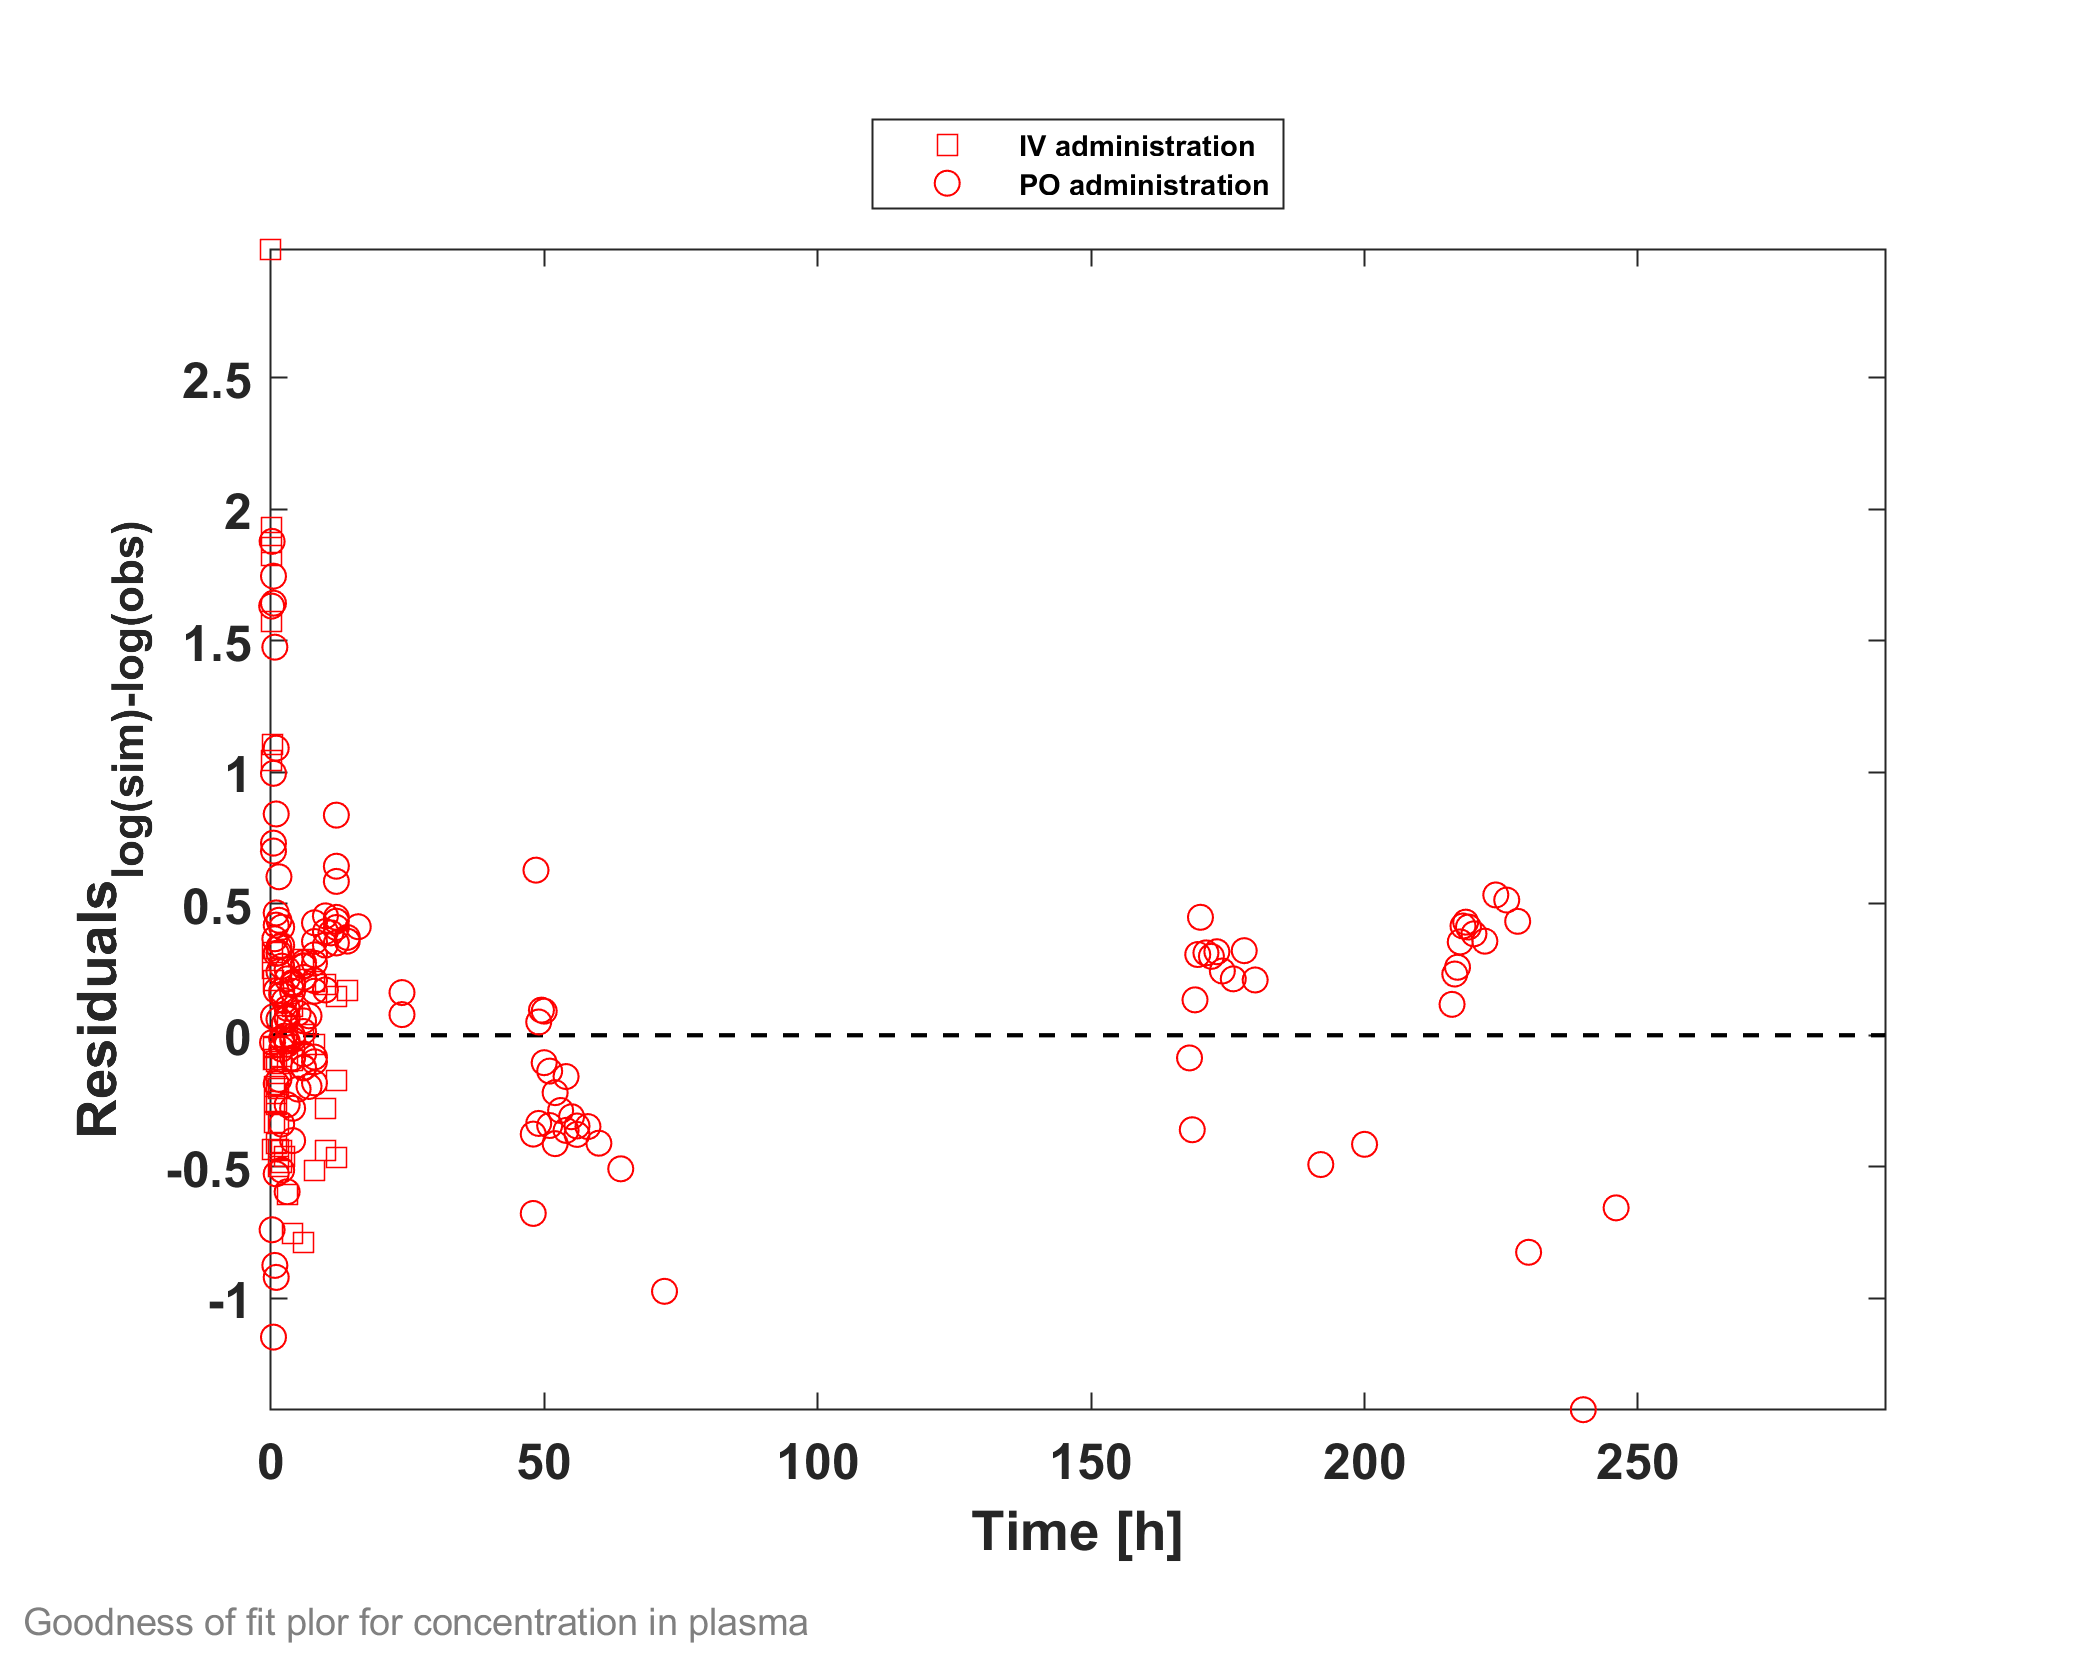 IV administration
PO administration
2.5
2
1.5
1
0.5
0
-0.5
-1
Residuals log(sim)-log(obs)
0 50 100 150 200 250
Time [h]
Goodness of fit plor for concentration in plasma